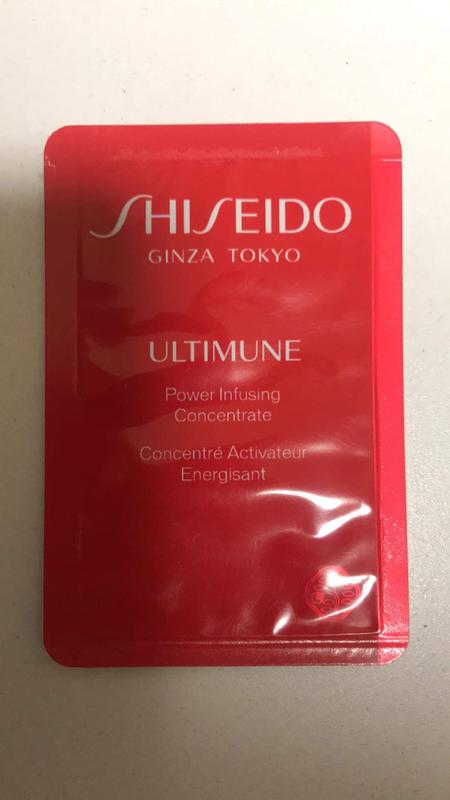 SHISEIDO
GINZA TOKYO
ULTIMUNE
Power Infusing
Concentrate
Concentré Activateur
Energisant